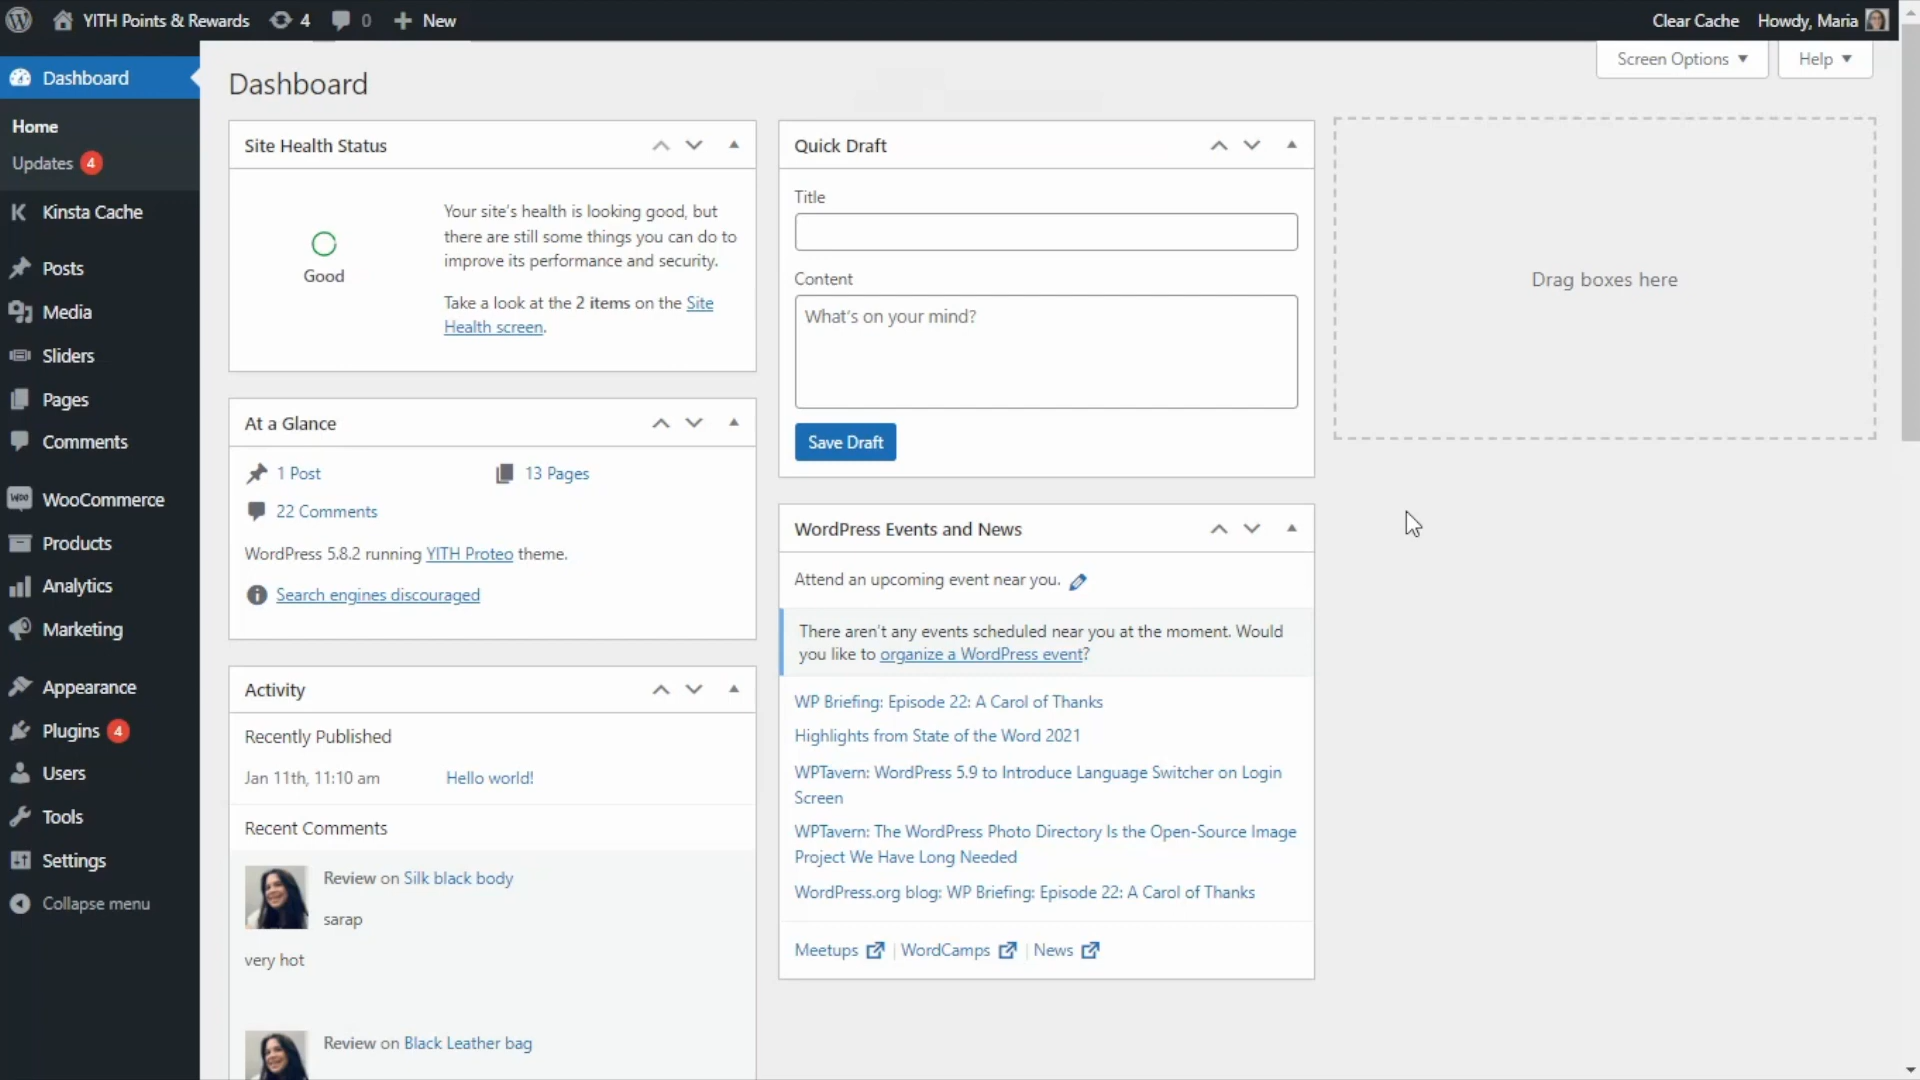 YITH Points & Rewards 4 0 New Clear Cache Howdy, Maria
Dashboard
Home
Updates 4
Kinsta Cache
Posts
Media
Sliders
Pages
Comments
WooCommerce
Products
Analytics
Marketing
Appearance
Plugins 4
Users
Tools
Settings
Collapse menu
Screen Options Help
Dashboard
Site Health Status
Good
Your site's health is looking good, but
there are still some things you can do to
improve its performance and security.
Take a look at the 2 items on the Site
Health screen.
At a Glance
1 Post 13 Pages
22 Comments
WordPress 5.8.2 running YITH Proteo theme.
Search engines discouraged
Activity
Recently Published
Jan 11th, 11:10 am Hello world!
Recent Comments
Review on Silk black body
sarap
very hot
Review on Black Leather bag
Quick Draft
Title
Content
What's on your mind?
Save Draft
WordPress Events and News
Attend an upcoming event near you.
There aren't any events scheduled near you at the moment. Would
you like to organize a WordPress event?
WP Briefing: Episode 22: A Carol of Thanks
Highlights from State of the Word 2021
WPTavern: WordPress 5.9 to Introduce Language Switcher on Login
Screen
WPTavern: The WordPress Photo Directory Is the Open-Source Image
Project We Have Long Needed
WordPress.org blog: WP Briefing: Episode 22: A Carol of Thanks
Meetups | WordCamps | News
Drag boxes here